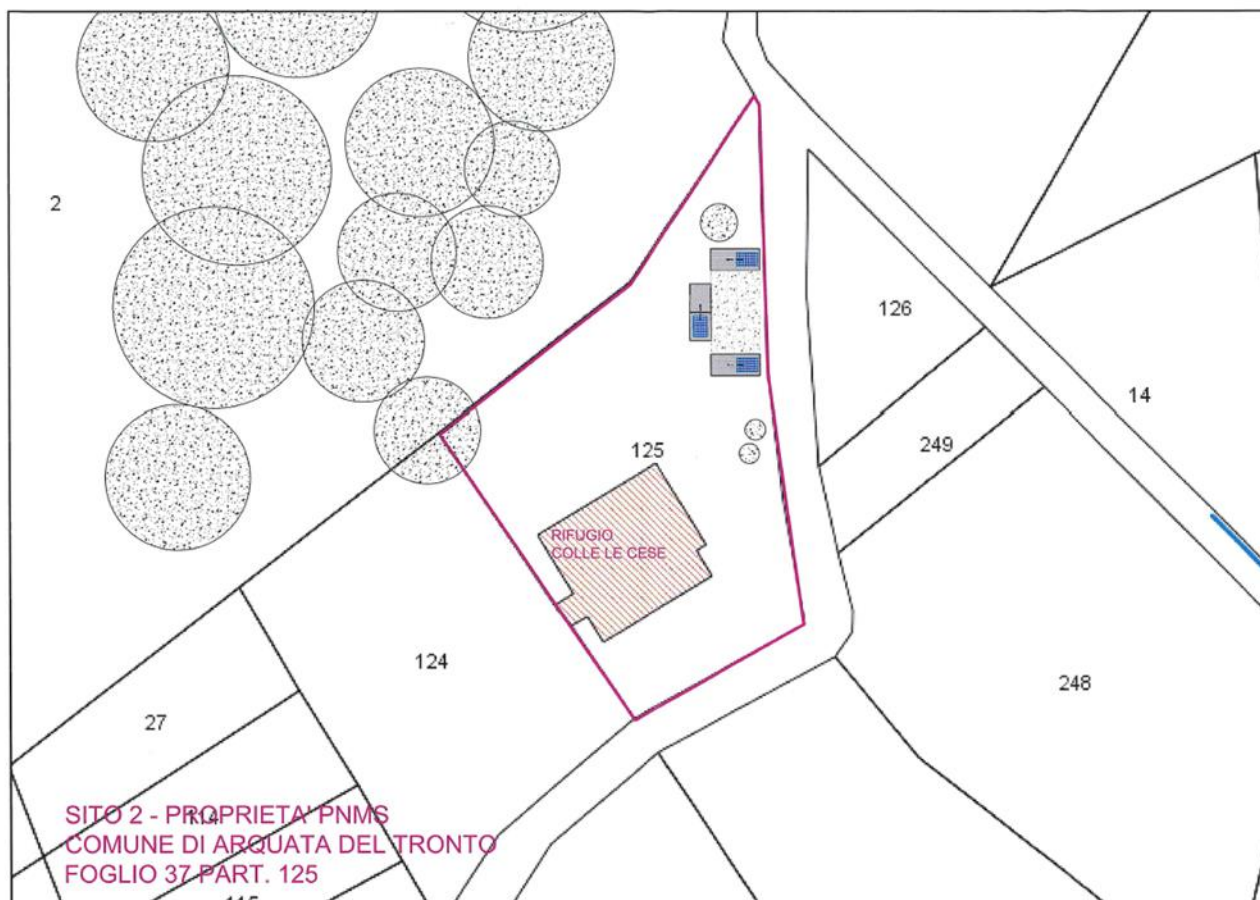 2
126
14
249
125
RIFUGIO
COLLE LE CESE
124
248
27
114
SITO 2 - PROPRIETA' PNMS
COMUNE DI ARQUATA DEL TRONTO
FOGLIO 37 PART. 125